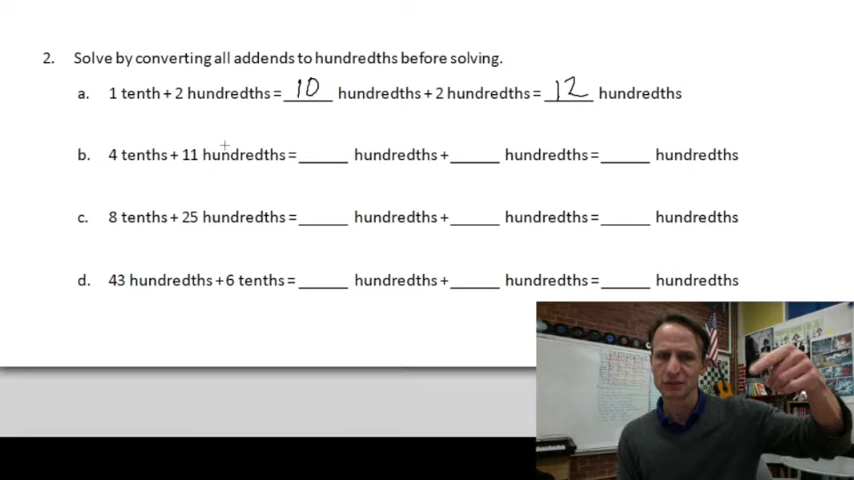 2. Solve by converting all addends to hundredths before solving.
a. 1 tenth + 2 hundredths = 10 hundredths + 2 hundredths = 12 hundredths
b. 4 tenths + 11 hundredths = ______ hundredths + ______ hundredths = ______ hundredths
c. 8 tenths + 25 hundredths = ______ hundredths + ______ hundredths = ______ hundredths
d. 43 hundredths + 6 tenths = ______ hundredths + ______ hundredths = ______ hundredths